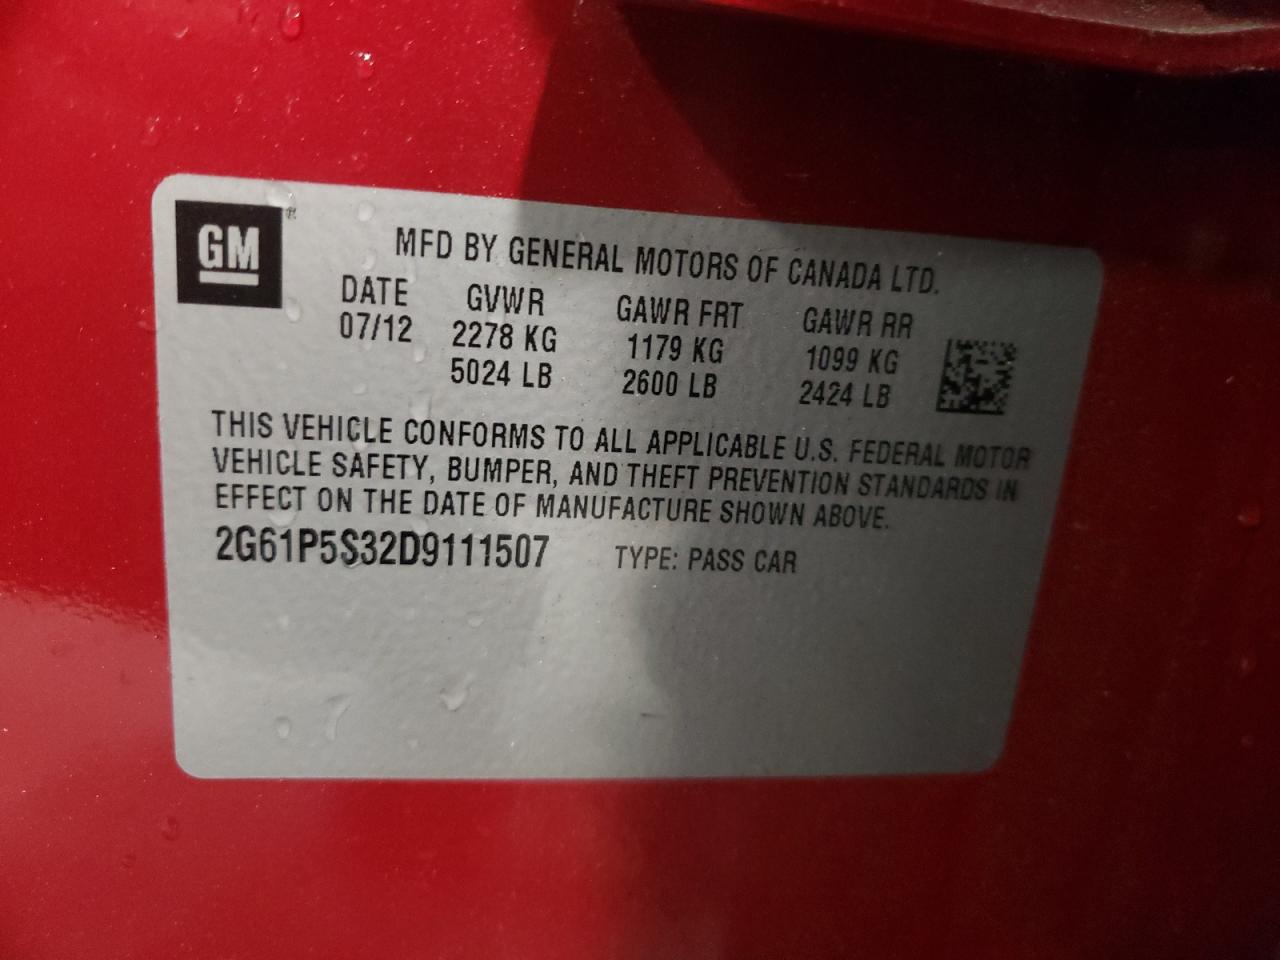 GM
MFD BY GENERAL MOTORS OF CANADA LTD.
DATE GVWR GAWR FRT GAWR RR
07/12 2278 KG 1179 KG 1099 KG
5024 LB 2600 LB 2424 LB
THIS VEHICLE CONFORMS TO ALL APPLICABLE U.S. FEDERAL MOTOR
VEHICLE SAFETY, BUMPER, AND THEFT PREVENTION STANDARDS IN
EFFECT ON THE DATE OF MANUFACTURE SHOWN ABOVE.
2G61P5S32D9111507 TYPE: PASS CAR